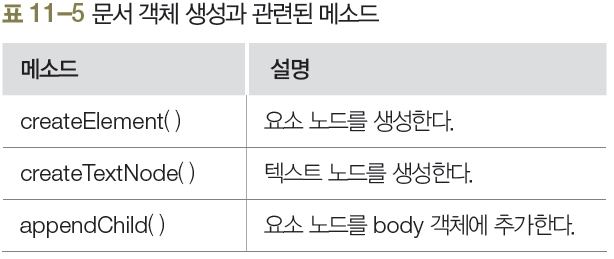 표 11-5 문서 객체 생성과 관련된 메소드
메소드 설명
createElement( ) 요소 노드를 생성한다.
createTextNode( ) 텍스트 노드를 생성한다.
appendChild( ) 요소 노드를 body 객체에 추가한다.